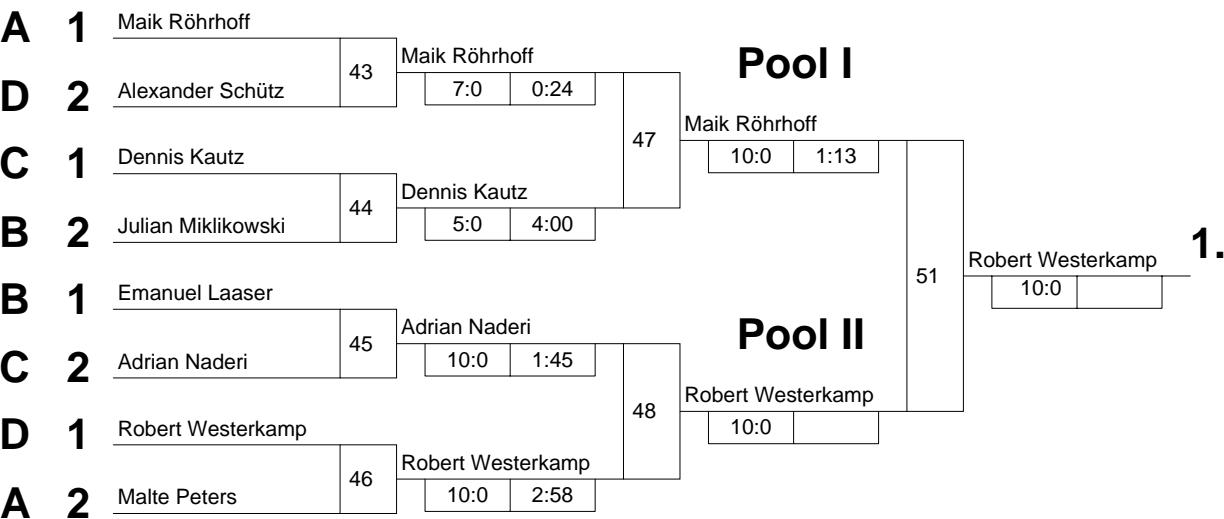 A 1 Maik Röhrhoff
43
Maik Röhrhoff
7:0 0:24
D 2 Alexander Schütz
Pool I
47
Maik Röhrhoff
10:0 1:13
C 1 Dennis Kautz
44
Dennis Kautz
5:0 4:00
B 2 Julian Miklikowski
51
Robert Westerkamp
10:0
1.
B 1 Emanuel Laaser
45
Adrian Naderi
10:0 1:45
C 2 Adrian Naderi
Pool II
48
Robert Westerkamp
10:0
D 1 Robert Westerkamp
46
Robert Westerkamp
10:0 2:58
A 2 Malte Peters